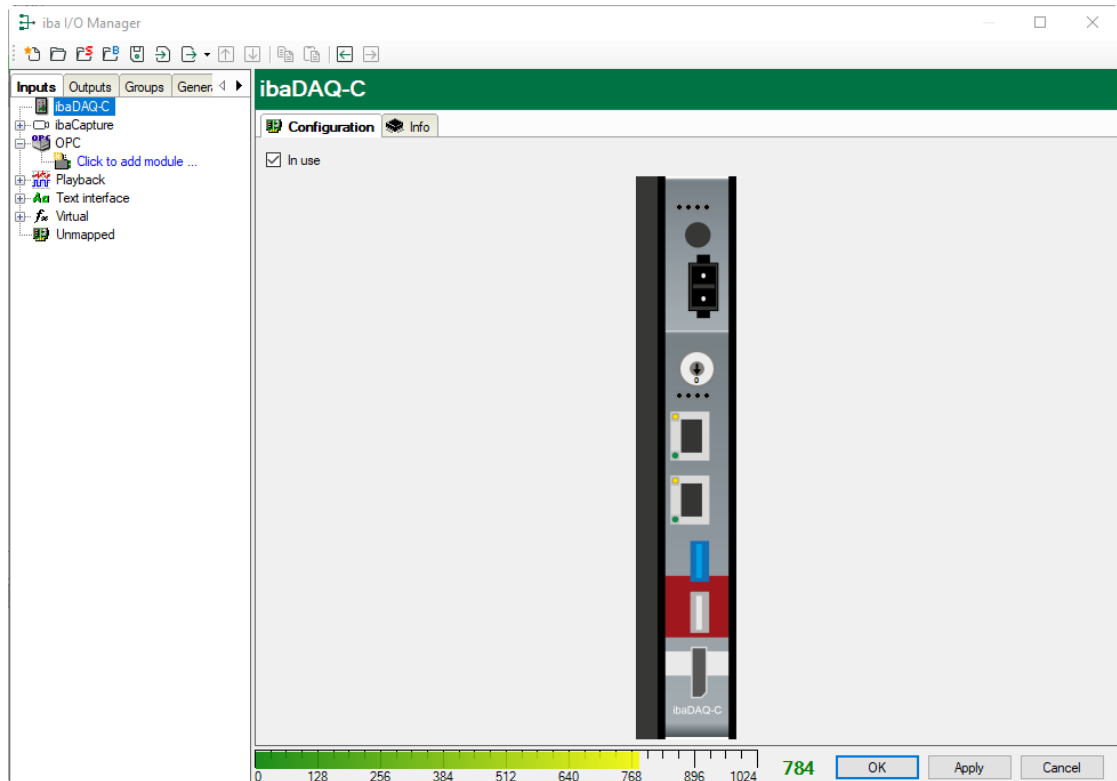 iba I/O Manager
Inputs Outputs Groups Gener
ibaDAQ-C
ibaCapture
OPC
Click to add module ...
Playback
Text interface
Virtual
Unmapped
ibaDAQ-C
Configuration Info
In use
0
ibaDAQ-C
0 128 256 384 512 640 768 896 1024
784
OK Apply Cancel